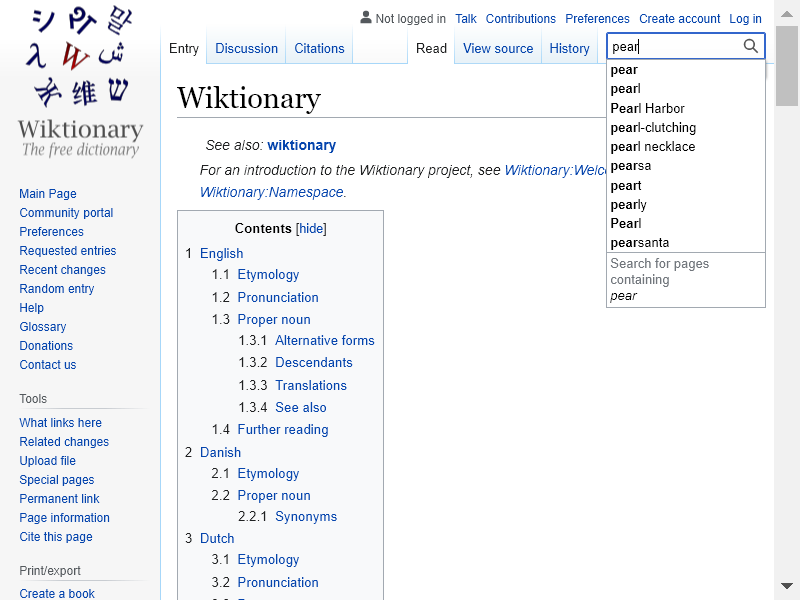 Not logged in Talk Contributions Preferences Create account Log in
Entry Discussion Citations Read View source History
pear
pear
pearl
Pearl Harbor
pearl-clutching
pearl necklace
pearsa
peart
pearly
Pearl
pearsanta
Search for pages
containing
pear
Wiktionary
The free dictionary
Main Page
Community portal
Preferences
Requested entries
Recent changes
Random entry
Help
Glossary
Donations
Contact us
Tools
What links here
Related changes
Upload file
Special pages
Permanent link
Page information
Cite this page
Print/export
Create a book
Wiktionary
See also: wiktionary
For an introduction to the Wiktionary project, see Wiktionary:Welc
Wiktionary:Namespace.
Contents [hide]
1 English
1.1 Etymology
1.2 Pronunciation
1.3 Proper noun
1.3.1 Alternative forms
1.3.2 Descendants
1.3.3 Translations
1.3.4 See also
1.4 Further reading
2 Danish
2.1 Etymology
2.2 Proper noun
2.2.1 Synonyms
3 Dutch
3.1 Etymology
3.2 Pronunciation